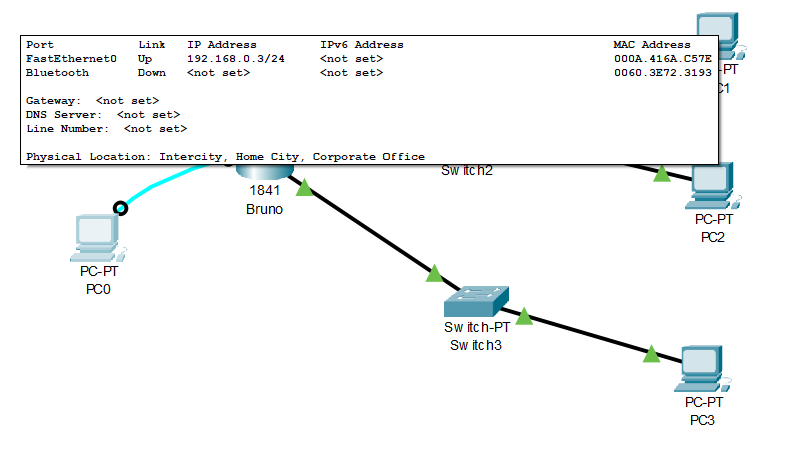 Port Link IP Address IPv6 Address MAC Address
FastEthernet0 Up 192.168.0.3/24 <not set> 000A.416A.C57E
Bluetooth Down <not set> <not set> 0060.3E72.3193
Gateway: <not set>
DNS Server: <not set>
Line Number: <not set>
Physical Location: Intercity, Home City, Corporate Office
-PT
C1
Switch2
1841
Bruno
PC-PT
PC2
PC-PT
PC0
Switch-PT
Switch3
PC-PT
PC3